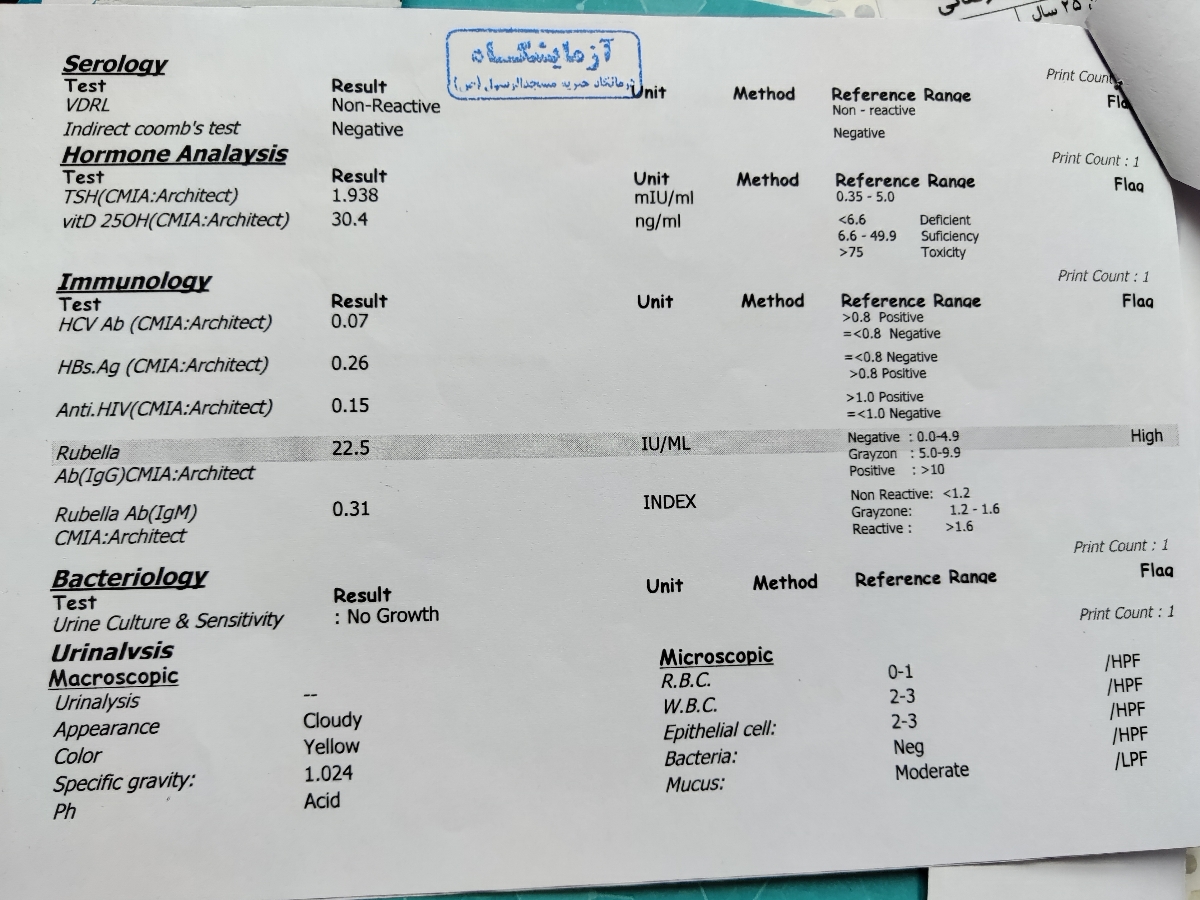 ۲۵ سال
آزمایشگاه
Serology
Print Count
Test Result Unit Method Reference Range
VDRL Non-Reactive Non - reactive
Indirect coomb's test Negative Negative
Hormone Analaysis
Print Count : 1
Test Result Unit Method Reference Range Flag
TSH(CMIA:Architect) 1.938 mIU/ml 0.35 - 5.0
vitD 25OH(CMIA:Architect) 30.4 ng/ml <6.6 Deficient
6.6 - 49.9 Suficiency
>75 Toxicity
Immunology
Print Count : 1
Test Result Unit Method Reference Range Flag
HCV Ab (CMIA:Architect) 0.07 >0.8 Positive
=<0.8 Negative
HBs.Ag (CMIA:Architect) 0.26 =<0.8 Negative
>0.8 Positive
Anti.HIV(CMIA:Architect) 0.15 >1.0 Positive
=<1.0 Negative
Rubella 22.5 IU/ML Negative : 0.0-4.9 High
Ab(IgG)CMIA:Architect Grayzon : 5.0-9.9
Positive : >10
Rubella Ab(IgM) 0.31 INDEX Non Reactive: <1.2
CMIA:Architect Grayzone: 1.2 - 1.6
Reactive : >1.6
Print Count : 1
Bacteriology
Test Result Unit Method Reference Range Flag
Urine Culture & Sensitivity : No Growth
Print Count : 1
Urinalysis
Macroscopic
Urinalysis --
Appearance Cloudy
Color Yellow
Specific gravity: 1.024
Ph Acid
Microscopic
R.B.C. 0-1 /HPF
W.B.C. 2-3 /HPF
Epithelial cell: 2-3 /HPF
Bacteria: Neg /HPF
Mucus: Moderate /LPF